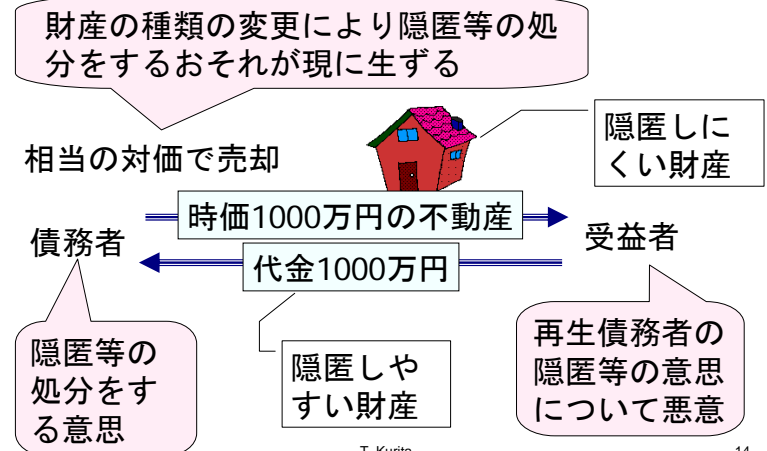 財産の種類の変更により隠匿等の処
分をするおそれが現に生ずる
相当の対価で売却
隠匿しに
くい財産
時価1000万円の不動産
債務者
受益者
代金1000万円
隠匿等の
処分をす
る意思
隠匿しや
すい財産
再生債務者の
隠匿等の意思
について悪意
T. Kurita
14